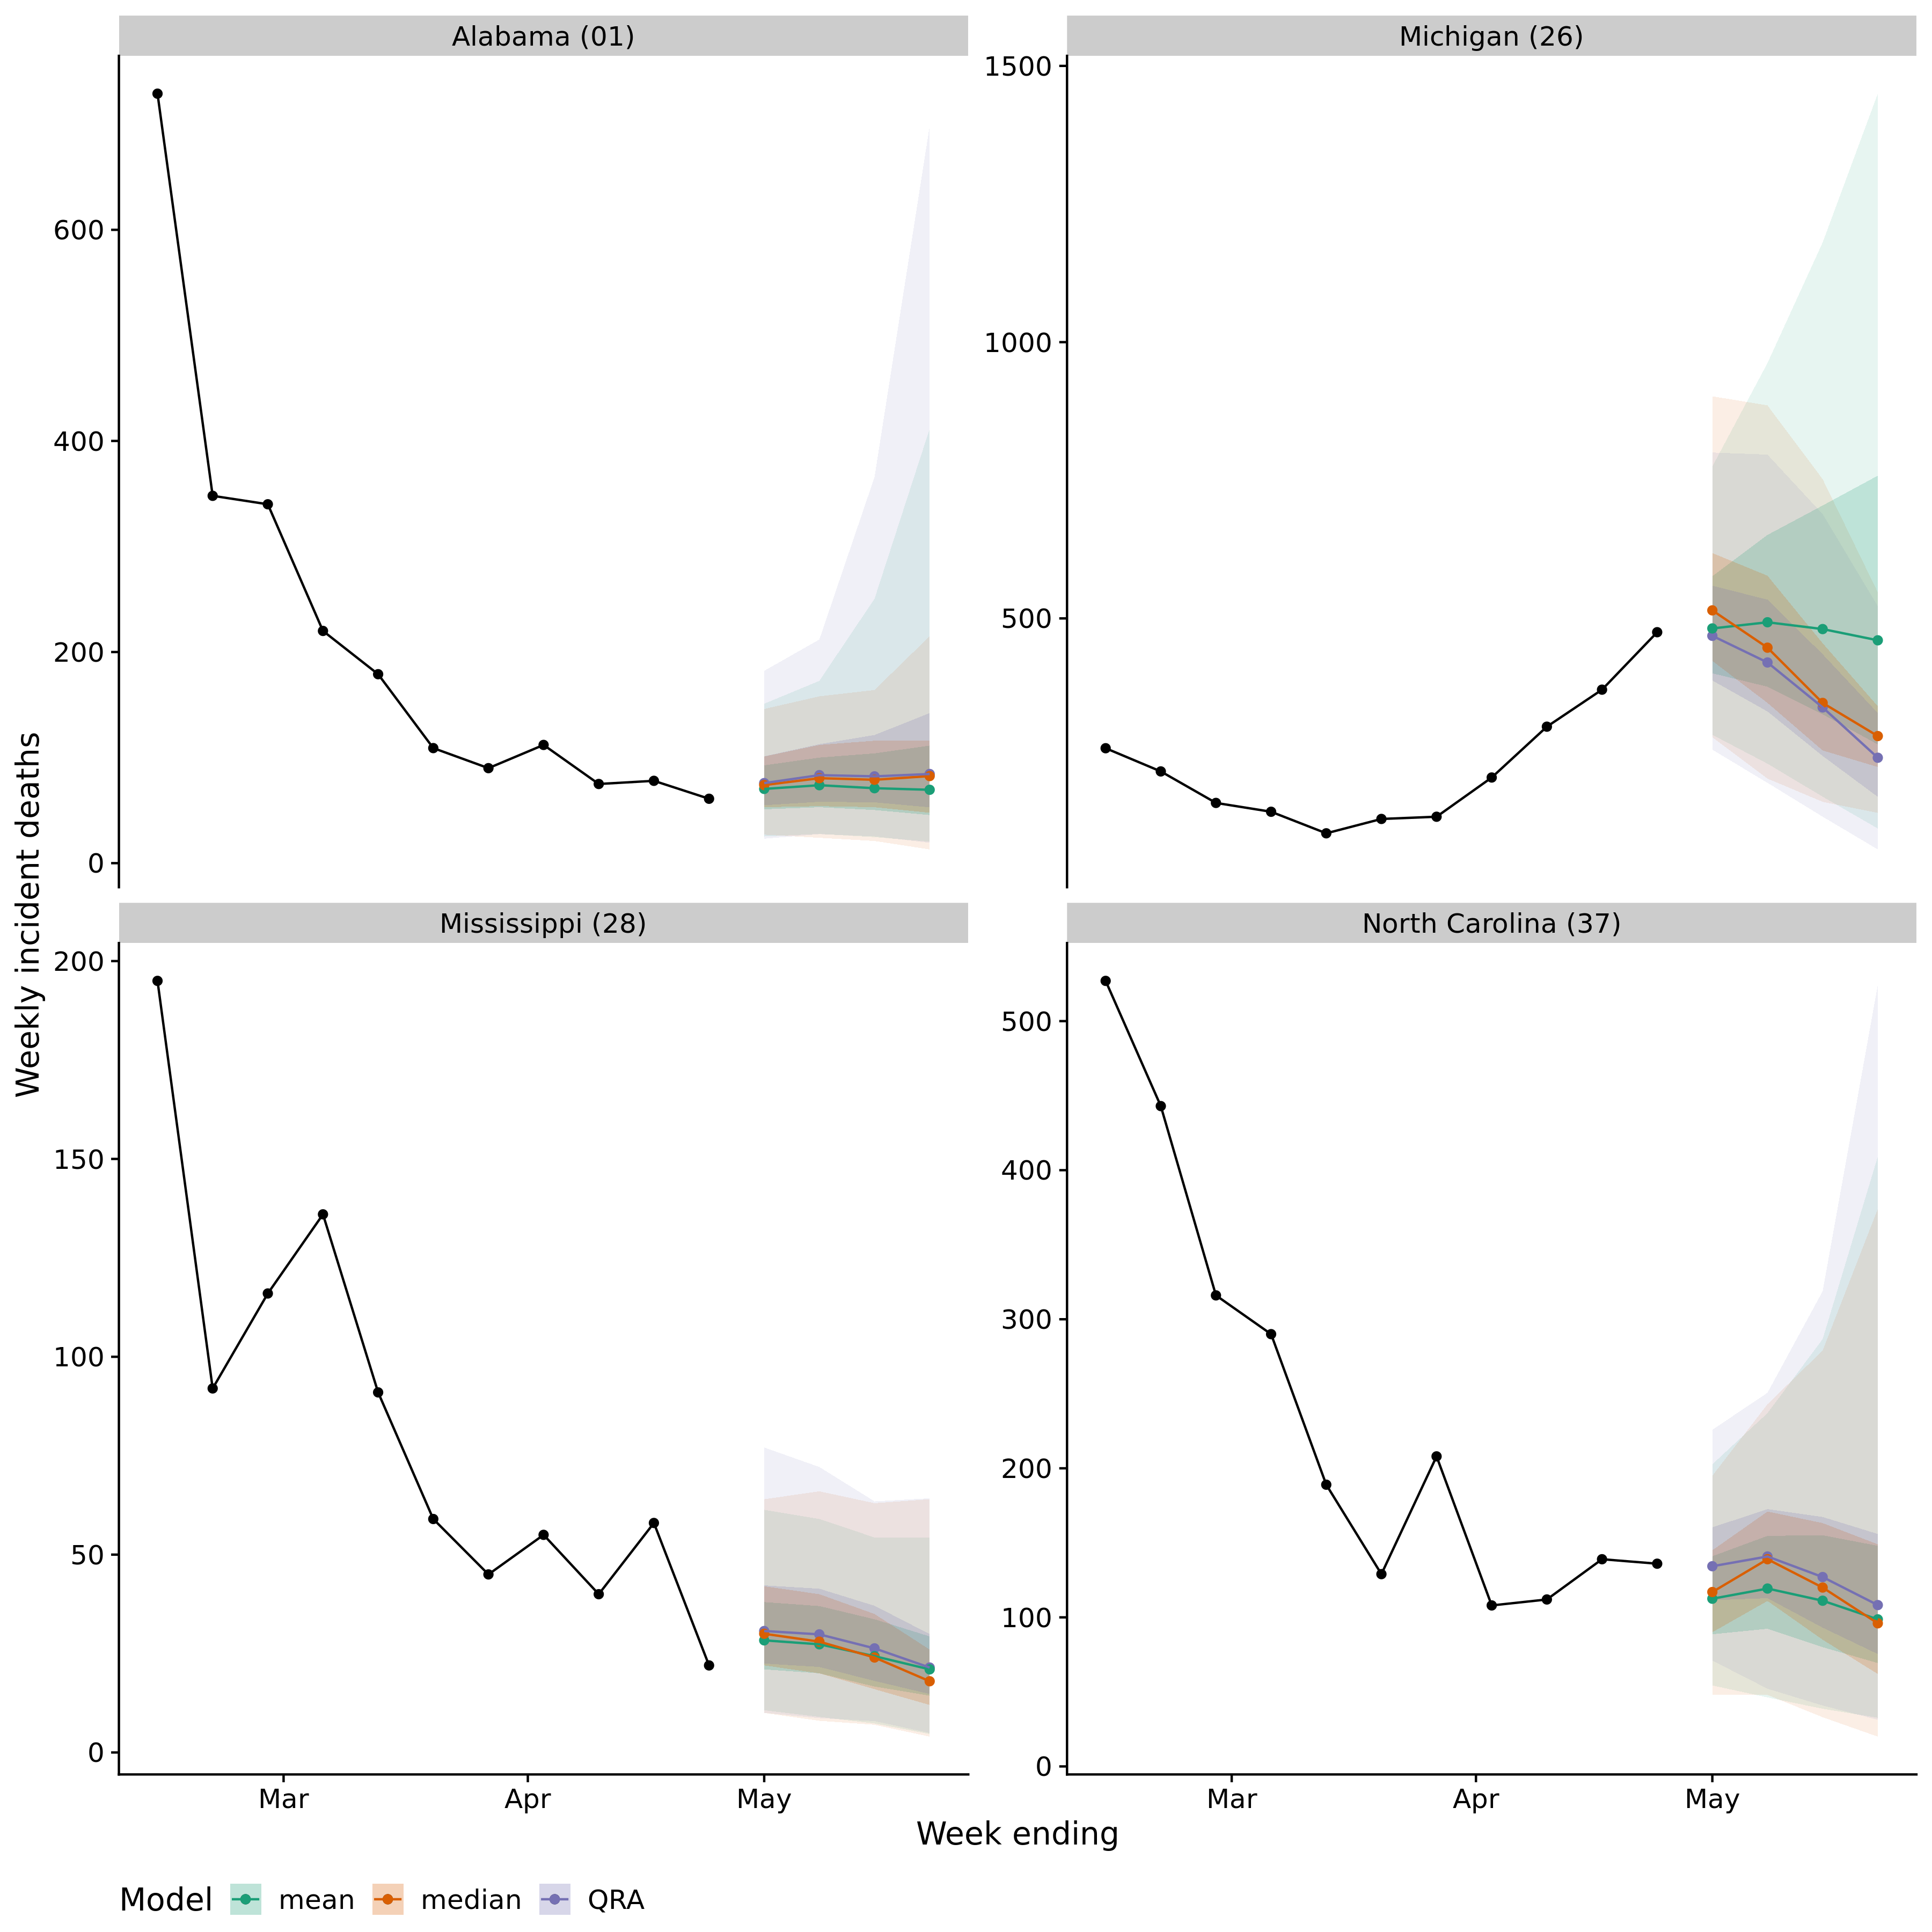 Alabama (01)
Michigan (26)
600
400
200
0
1500
1000
500
Weekly incident deaths
Mississippi (28)
North Carolina (37)
200
150
100
50
0
500
400
300
200
100
0
Mar Apr May
Mar Apr May
Week ending
Model mean median QRA